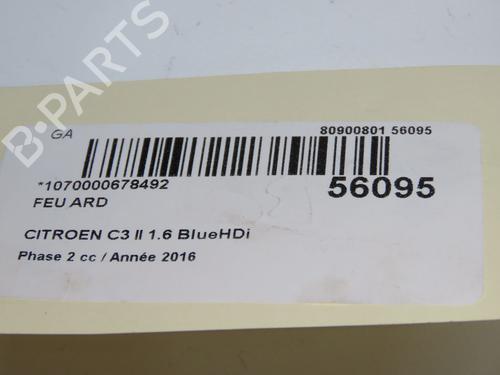 GA
80900801 56095
*1070000678492
56095
FEU ARD
CITROEN C3 II 1.6 BlueHDi
Phase 2 cc / Année 2016
B-PARTS